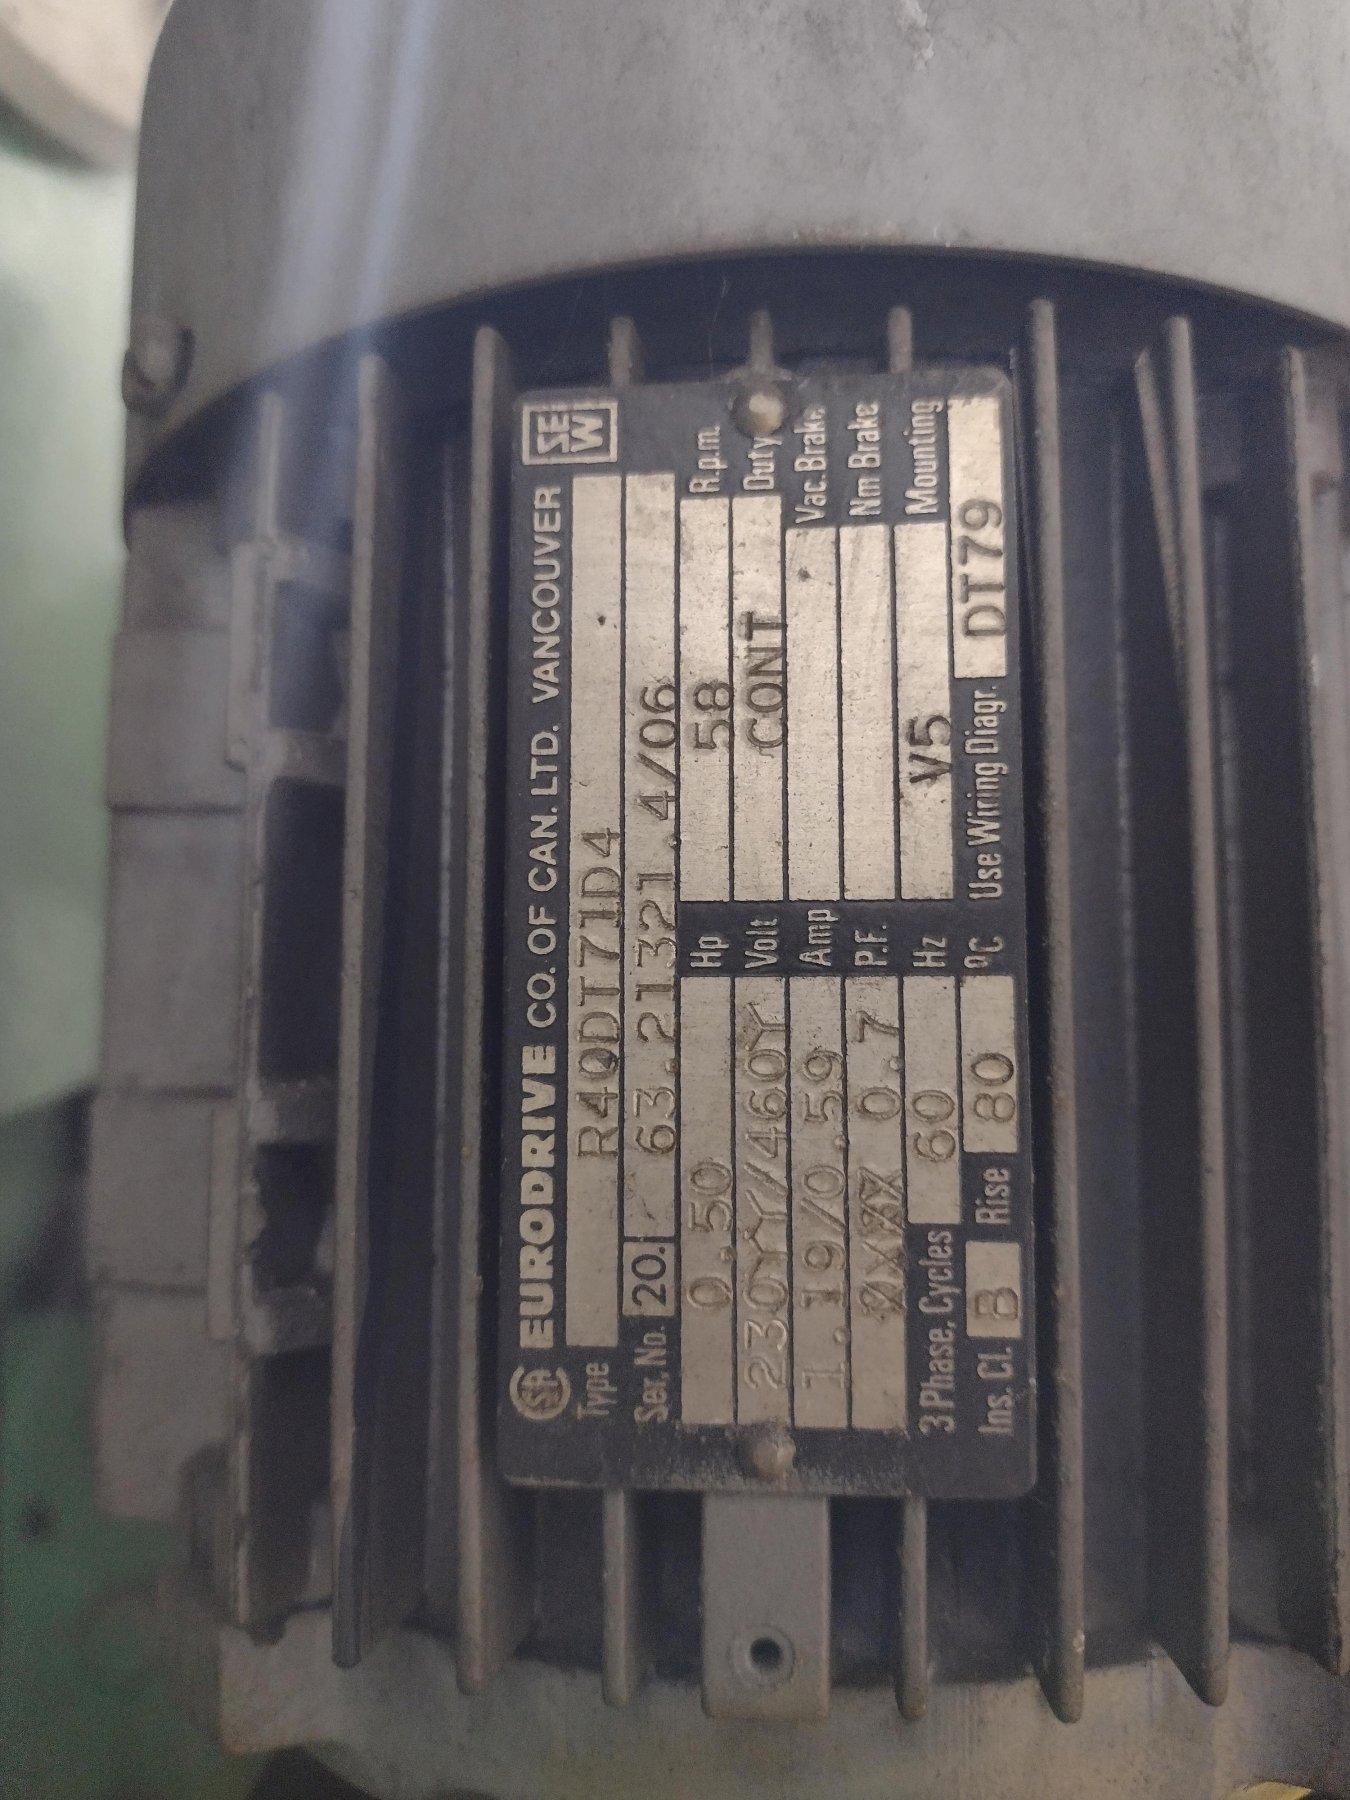 SA EURODRIVE CO. OF CAN. LTD. VANCOUVER SEW
Type R40DT71D4
Ser. No. 20. 63.21321.4/06
0.50 Hp 58 R.p.m.
230YY/460Y Volt CONT Duty
1.19/0.59 Amp Vac. Brake
0.7 P.F. Nm Brake
3 Phase, Cycles 60 Hz V5 Mounting
Ins. Cl. B Rise 80 °C Use Wiring Diagr. DT79